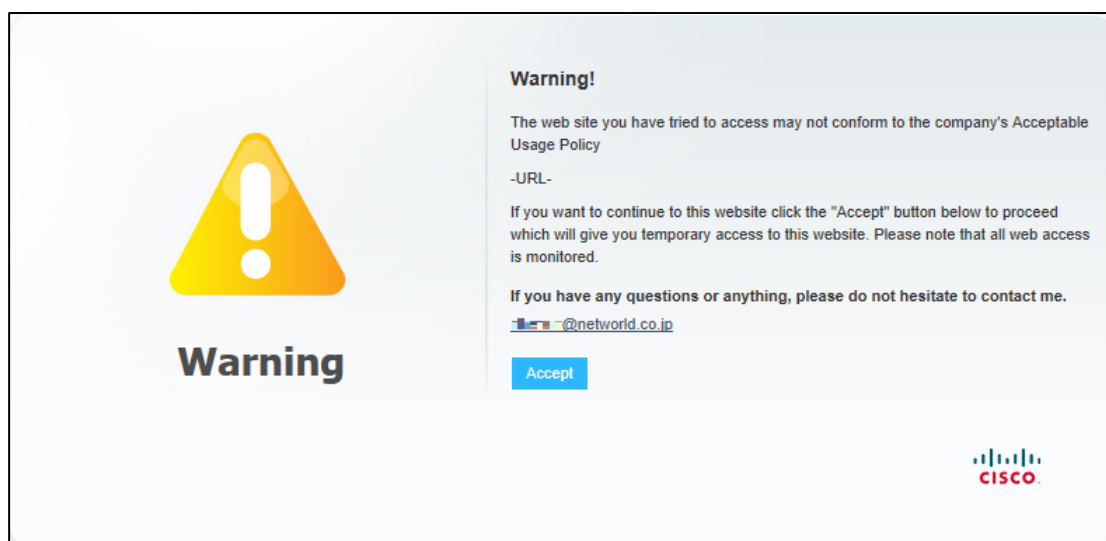 Warning!
The web site you have tried to access may not conform to the company's Acceptable
Usage Policy
-URL-
If you want to continue to this website click the "Accept" button below to proceed
which will give you temporary access to this website. Please note that all web access
is monitored.
If you have any questions or anything, please do not hesitate to contact me.
@networld.co.jp
Warning
Accept
CISCO.